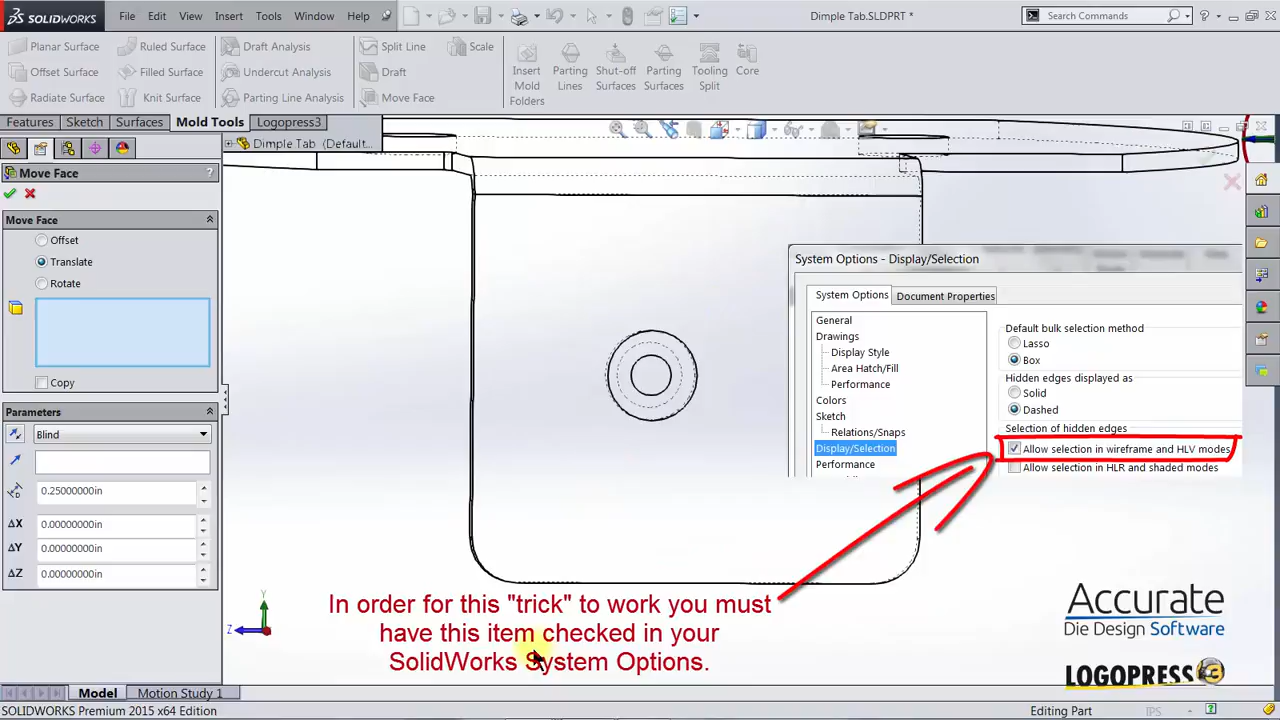 SOLIDWORKS File Edit View Insert Tools Window Help Dimple Tab.SLDPRT * Search Commands ?
Planar Surface Ruled Surface Draft Analysis Split Line Scale
Offset Surface Filled Surface Undercut Analysis Draft
Radiate Surface Knit Surface Parting Line Analysis Move Face
Insert Mold Folders
Parting Lines
Shut-off Surfaces
Parting Surfaces
Tooling Split
Core
Features Sketch Surfaces Mold Tools Logopress3
Dimple Tab (Default...
Move Face ?
Move Face
Offset
Translate
Rotate
Copy
Parameters
Blind
0.25000000in
ΔX 0.00000000in
ΔY 0.00000000in
ΔZ 0.00000000in
System Options - Display/Selection
System Options Document Properties
General
Drawings
Display Style
Area Hatch/Fill
Performance
Colors
Sketch
Relations/Snaps
Display/Selection
Performance
Default bulk selection method
Lasso
Box
Hidden edges displayed as
Solid
Dashed
Selection of hidden edges
Allow selection in wireframe and HLV modes
Allow selection in HLR and shaded modes
In order for this "trick" to work you must
have this item checked in your
SolidWorks System Options.
Y
Z
Accurate
Die Design Software
LOGOPRESS3
Model Motion Study 1
SOLIDWORKS Premium 2015 x64 Edition Editing Part IPS ?